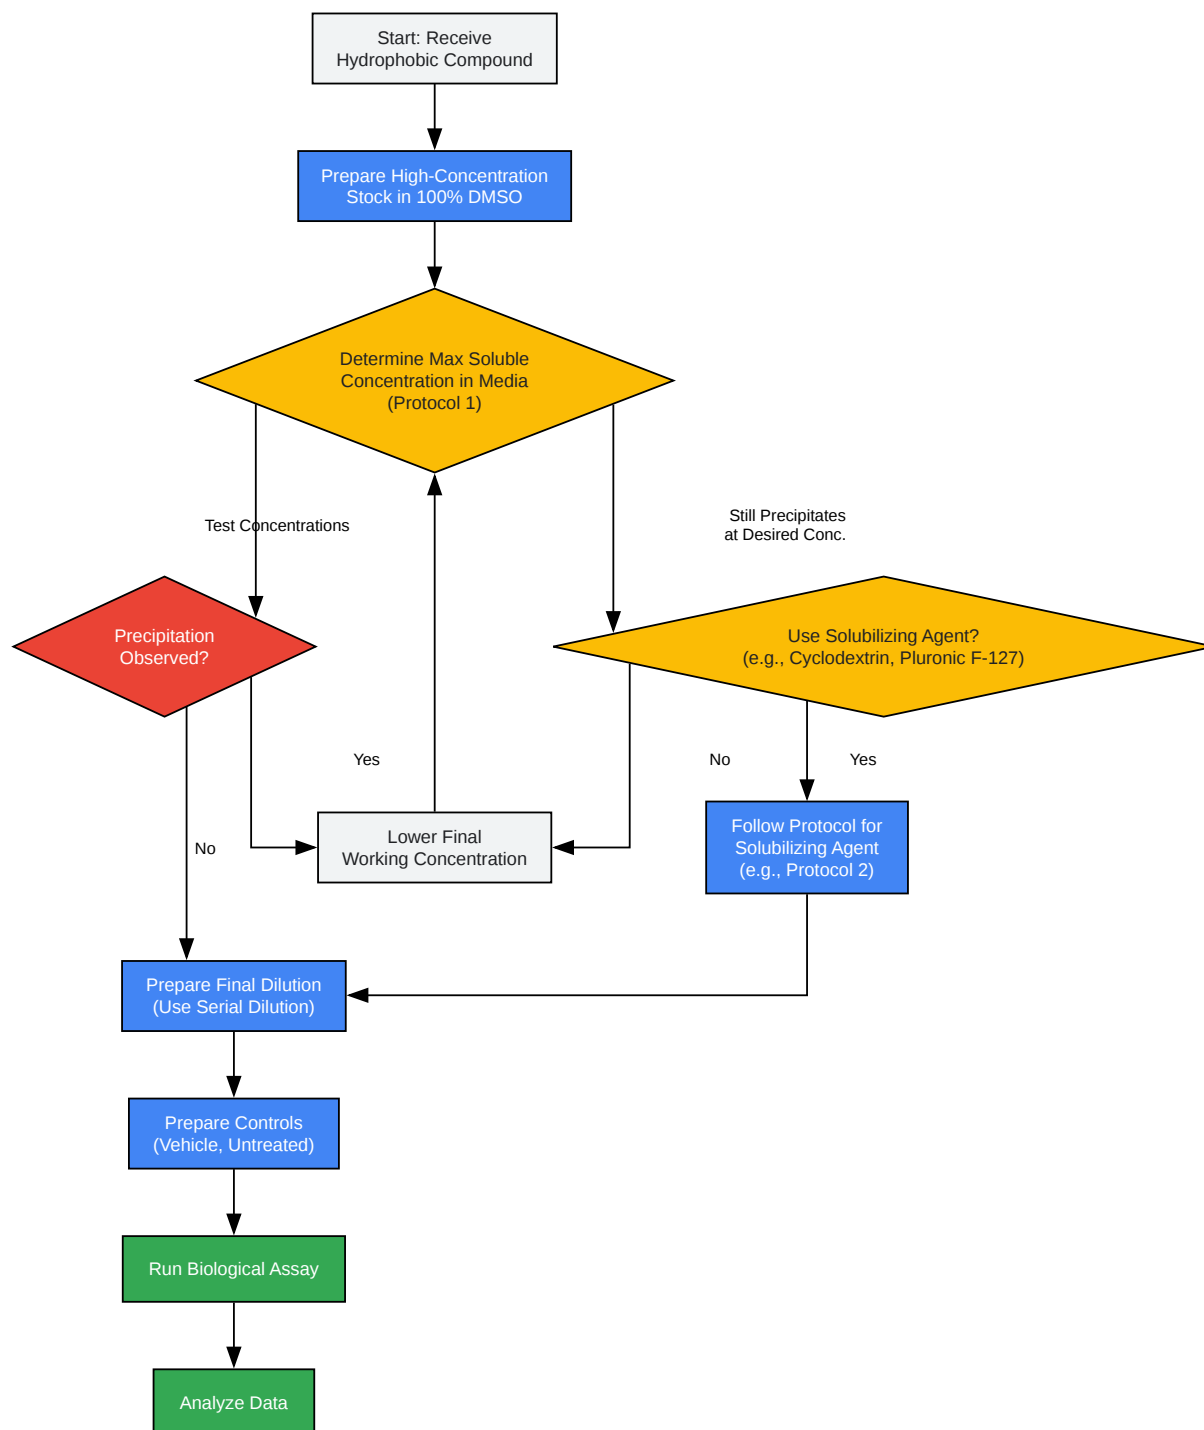 Start: Receive
Hydrophobic Compound
Prepare High-Concentration
Stock in 100% DMSO
Determine Max Soluble
Concentration in Media
(Protocol 1)
Test Concentrations
Still Precipitates
at Desired Conc.
Precipitation
Observed?
Use Solubilizing Agent?
(e.g., Cyclodextrin, Pluronic F-127)
Yes
No
Yes
No
Lower Final
Working Concentration
Follow Protocol for
Solubilizing Agent
(e.g., Protocol 2)
Prepare Final Dilution
(Use Serial Dilution)
Prepare Controls
(Vehicle, Untreated)
Run Biological Assay
Analyze Data